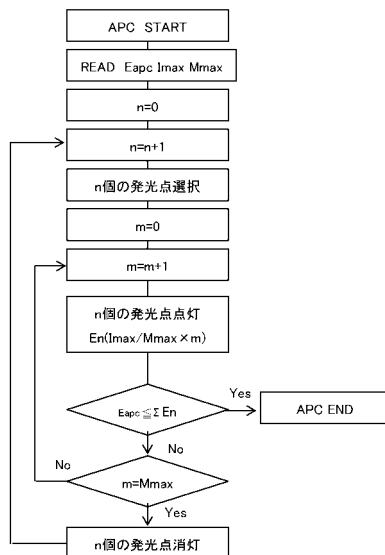 APC START
READ Eapc Imax Mmax
n=0
n=n+1
n個の発光点選択
m=0
m=m+1
n個の発光点点灯
En(Imax/Mmax×m)
Eapc≦ΣEn
Yes
APC END
No
No
m=Mmax
Yes
n個の発光点消灯